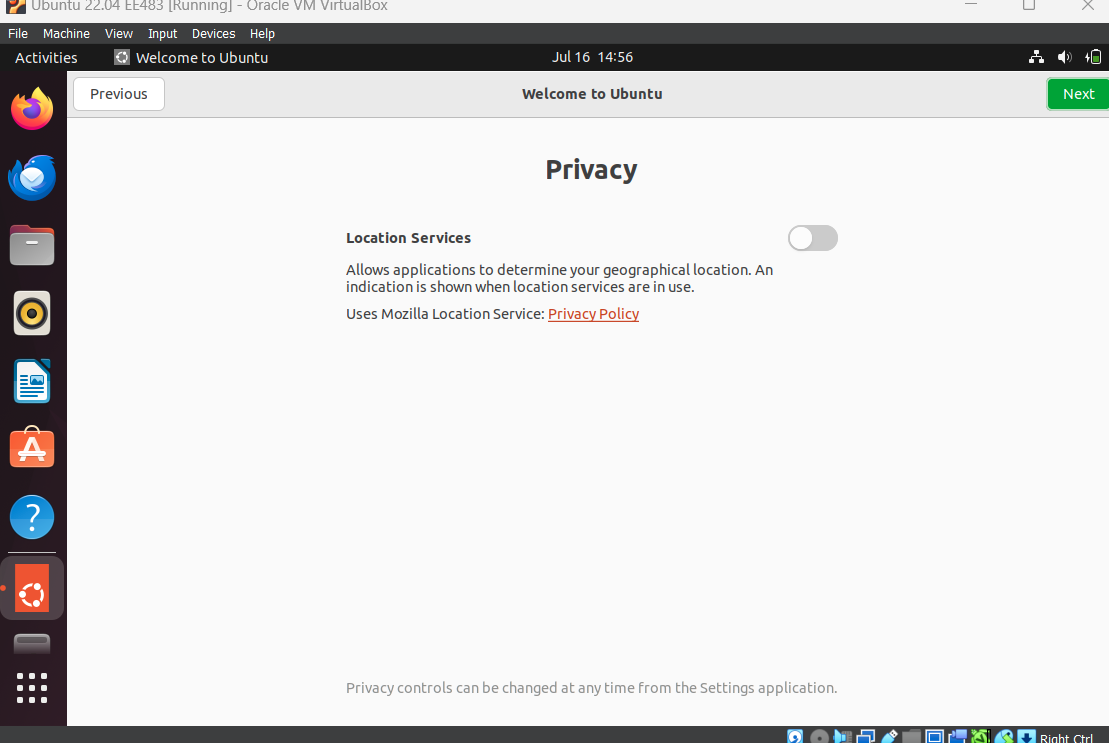 Ubuntu 22.04 EE483 [Running] - Oracle VM VirtualBox
File Machine View Input Devices Help
Activities Welcome to Ubuntu Jul 16 14:56
Previous Welcome to Ubuntu Next
Privacy
Location Services
Allows applications to determine your geographical location. An
indication is shown when location services are in use.
Uses Mozilla Location Service: Privacy Policy
Privacy controls can be changed at any time from the Settings application.
Right Ctrl